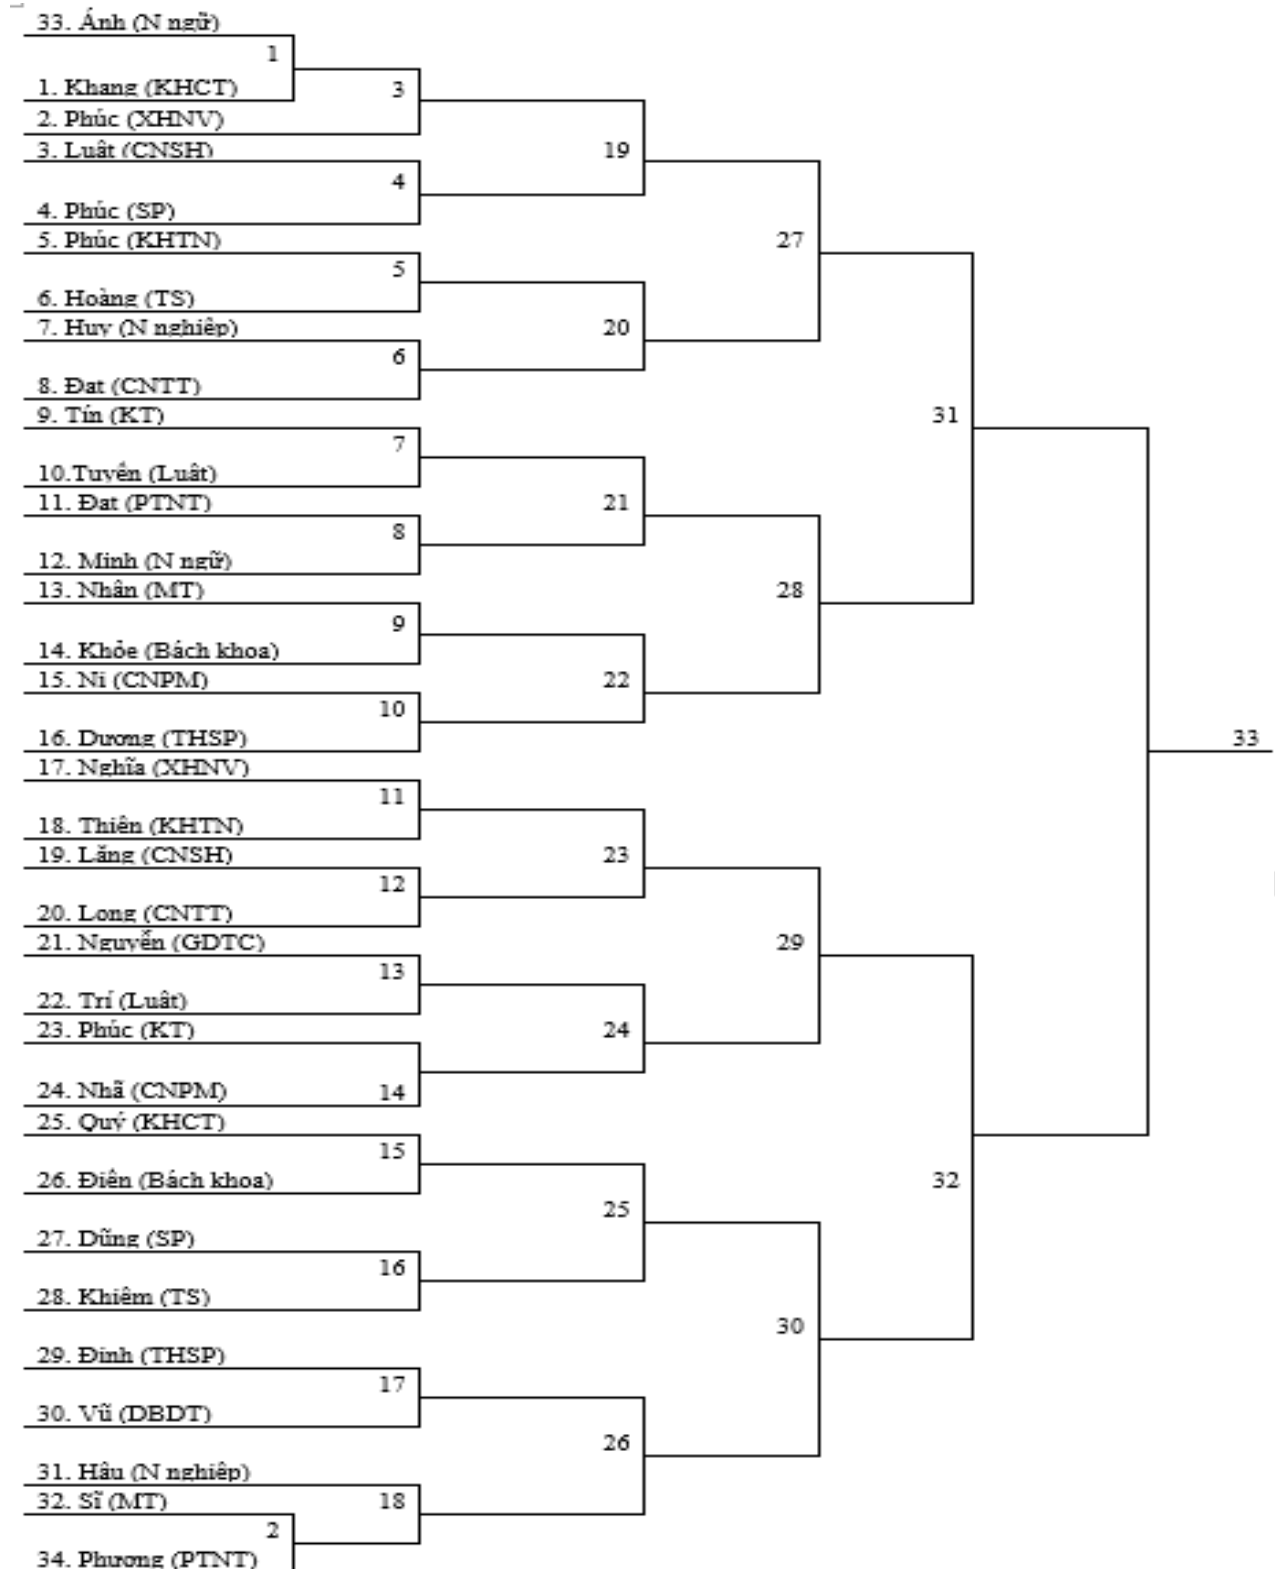 33. Ánh (N ngữ)
1
1. Khang (KHCT)
3
2. Phúc (XHNV)
3. Luật (CNSH)
19
4
4. Phúc (SP)
5. Phúc (KHTN)
27
5
6. Hoàng (TS)
7. Huy (N nghiệp)
20
6
8. Đạt (CNTT)
9. Tín (KT)
31
7
10.Tuyển (Luật)
11. Đạt (PTNT)
21
8
12. Minh (N ngữ)
13. Nhân (MT)
28
9
14. Khỏe (Bách khoa)
15. Ni (CNPM)
22
10
16. Dương (THSP)
33
17. Nghĩa (XHNV)
11
18. Thiên (KHTN)
19. Lăng (CNSH)
23
12
20. Long (CNTT)
21. Nguyễn (GDTC)
29
13
22. Trí (Luật)
23. Phúc (KT)
24
24. Nhã (CNPM)
14
25. Quý (KHCT)
15
26. Điền (Bách khoa)
32
25
27. Dũng (SP)
16
28. Khiêm (TS)
30
29. Định (THSP)
17
30. Vũ (DBDT)
26
31. Hậu (N nghiệp)
32. Sĩ (MT)
18
2
34. Phương (PTNT)